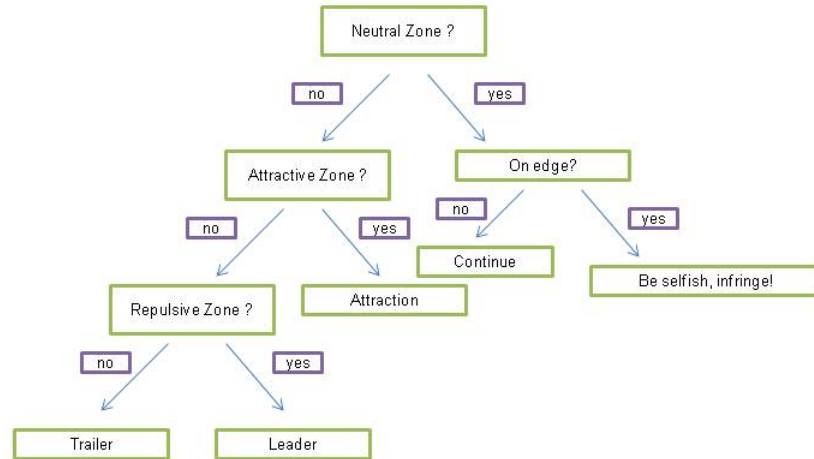 Neutral Zone ?
no
yes
Attractive Zone ?
On edge?
no
yes
no
yes
Continue
Be selfish, infringe!
Repulsive Zone ?
Attraction
no
yes
Trailer
Leader